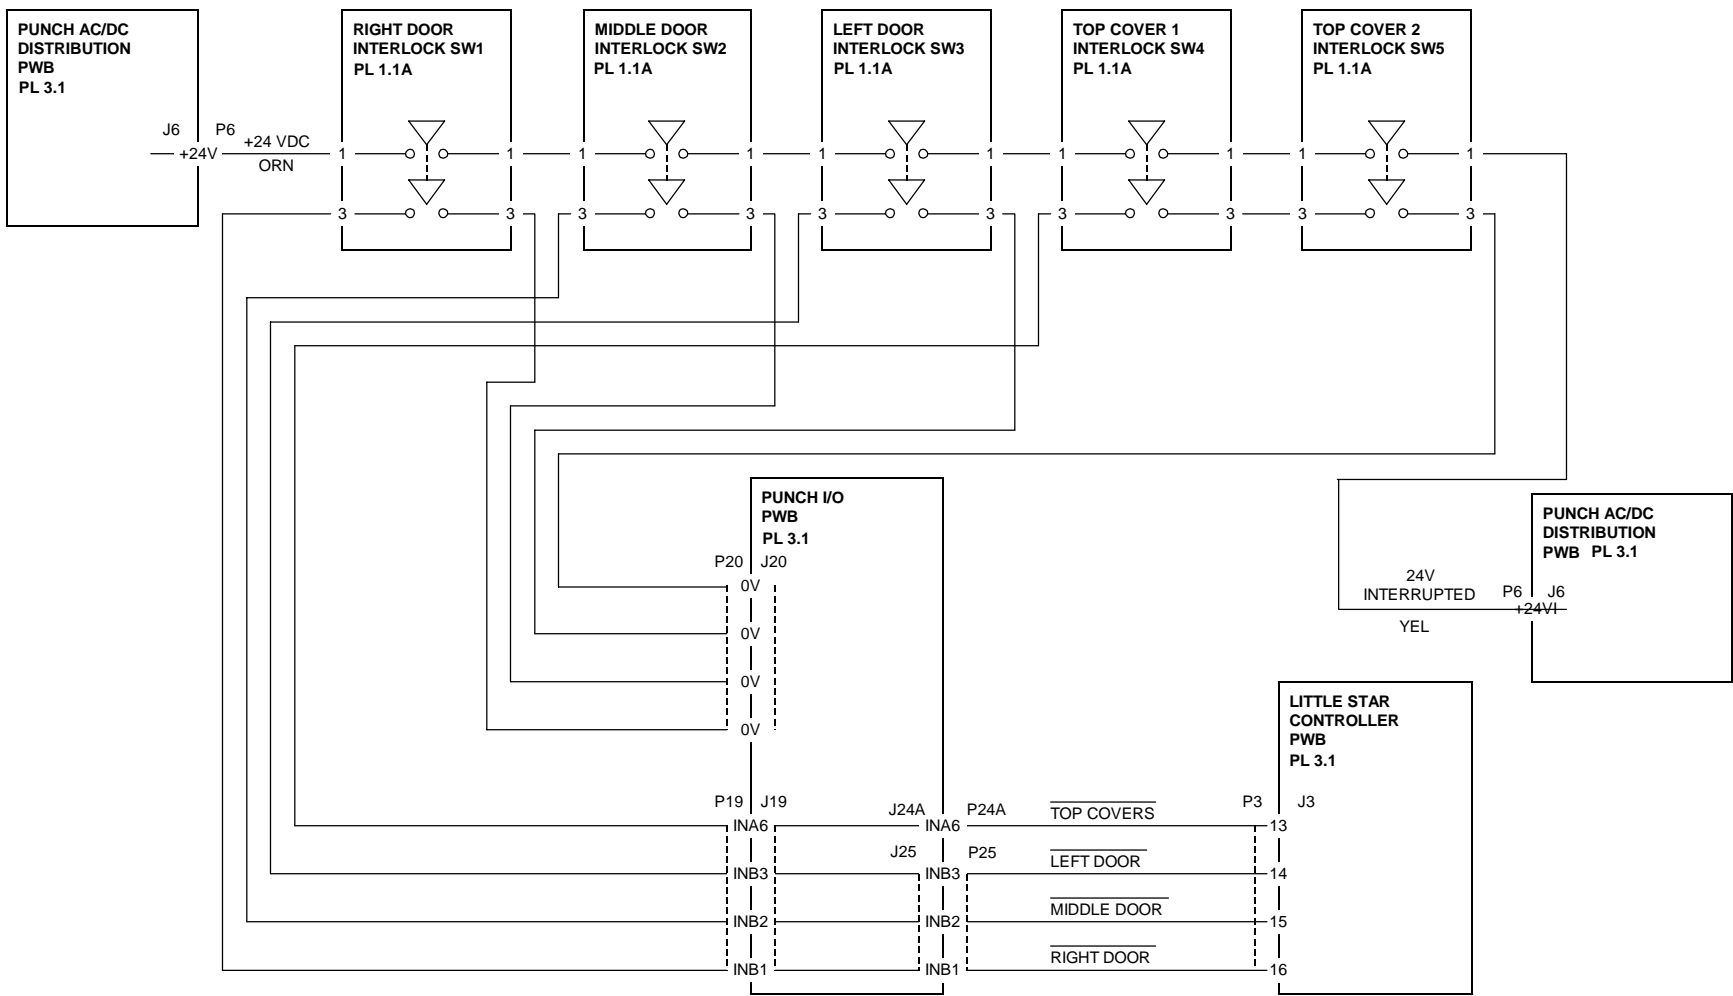 PUNCH AC/DC
DISTRIBUTION
PWB
PL 3.1
RIGHT DOOR
INTERLOCK SW1
PL 1.1A
MIDDLE DOOR
INTERLOCK SW2
PL 1.1A
LEFT DOOR
INTERLOCK SW3
PL 1.1A
TOP COVER 1
INTERLOCK SW4
PL 1.1A
TOP COVER 2
INTERLOCK SW5
PL 1.1A
J6 P6
+24V
+24 VDC
ORN
1 1 1 1 1 1 1 1 1 1
3 3 3 3 3 3 3 3 3 3
PUNCH I/O
PWB
PL 3.1
P20 J20
0V
0V
0V
0V
PUNCH AC/DC
DISTRIBUTION
PWB PL 3.1
24V
INTERRUPTED
YEL
P6 J6
+24VI
LITTLE STAR
CONTROLLER
PWB
PL 3.1
P19 J19
J24A P24A
P3 J3
INA6 INA6 TOP COVERS 13
J25 P25
INB3 INB3 LEFT DOOR 14
INB2 INB2 MIDDLE DOOR 15
INB1 INB1 RIGHT DOOR 16